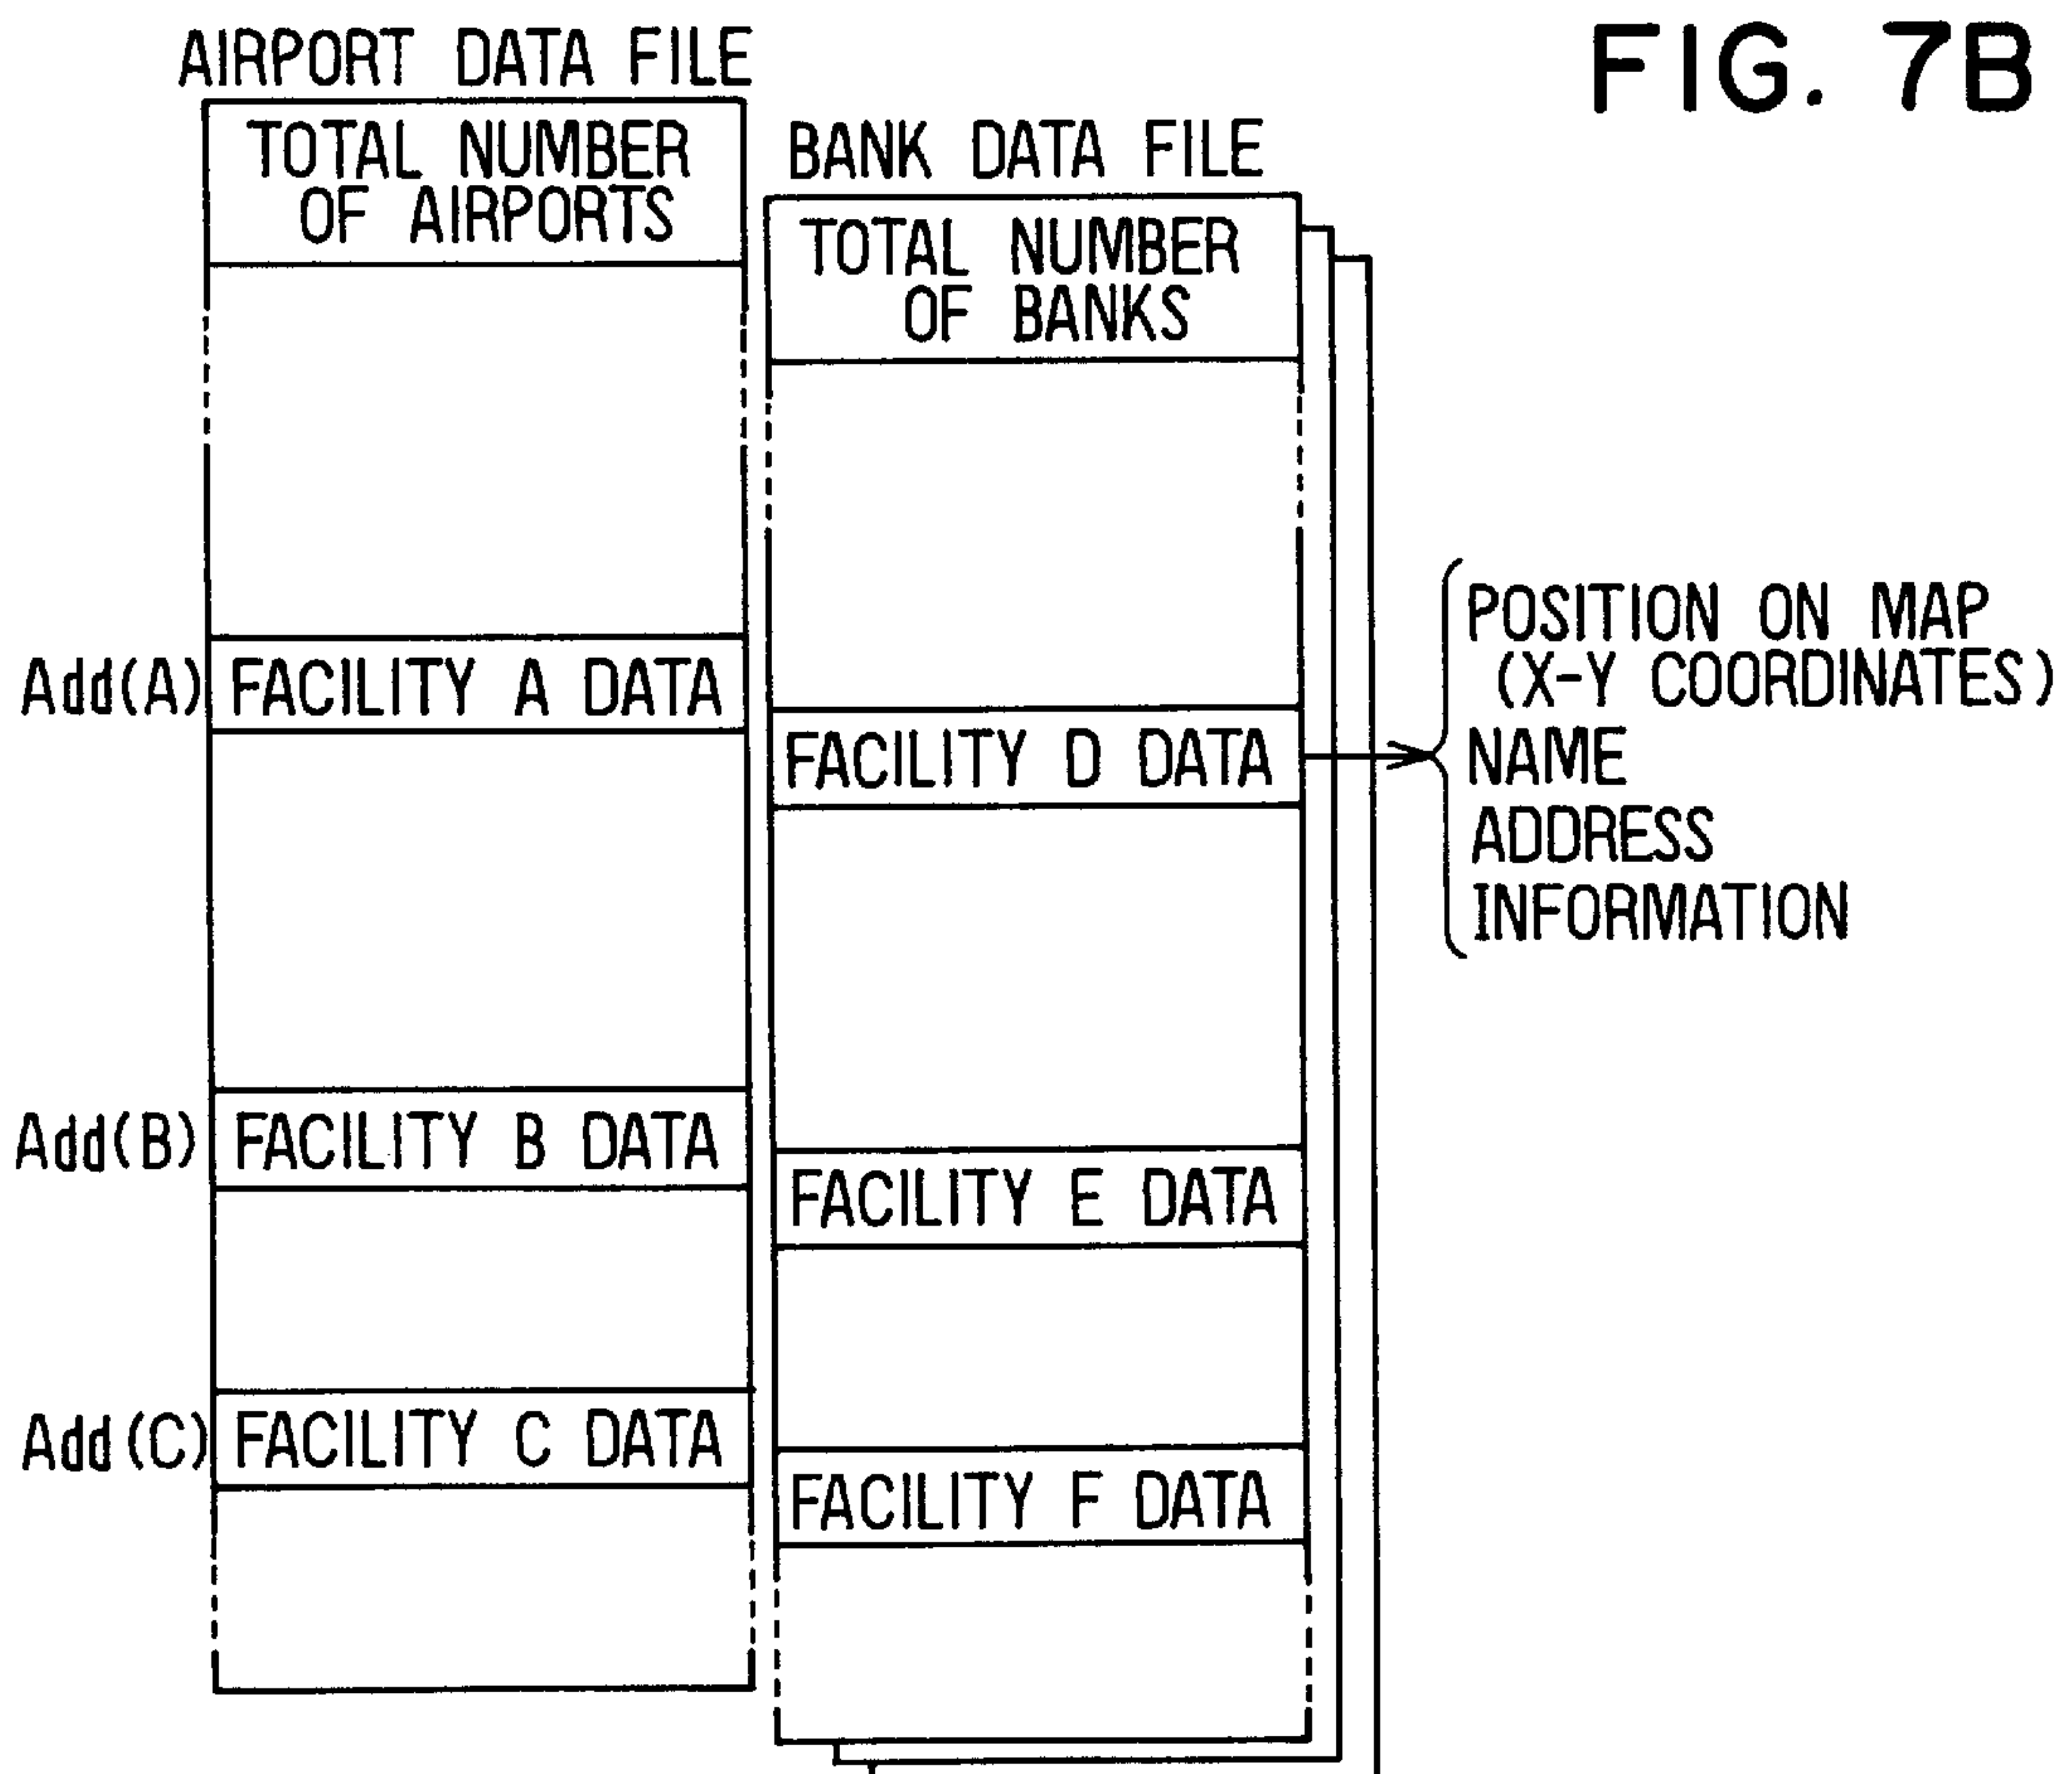 FIG. 7B
AIRPORT DATA FILE
TOTAL NUMBER
OF AIRPORTS
Add(A)
FACILITY A DATA
Add(B)
FACILITY B DATA
Add(C)
FACILITY C DATA
BANK DATA FILE
TOTAL NUMBER
OF BANKS
FACILITY D DATA
FACILITY E DATA
FACILITY F DATA
POSITION ON MAP
(X-Y COORDINATES)
NAME
ADDRESS
INFORMATION